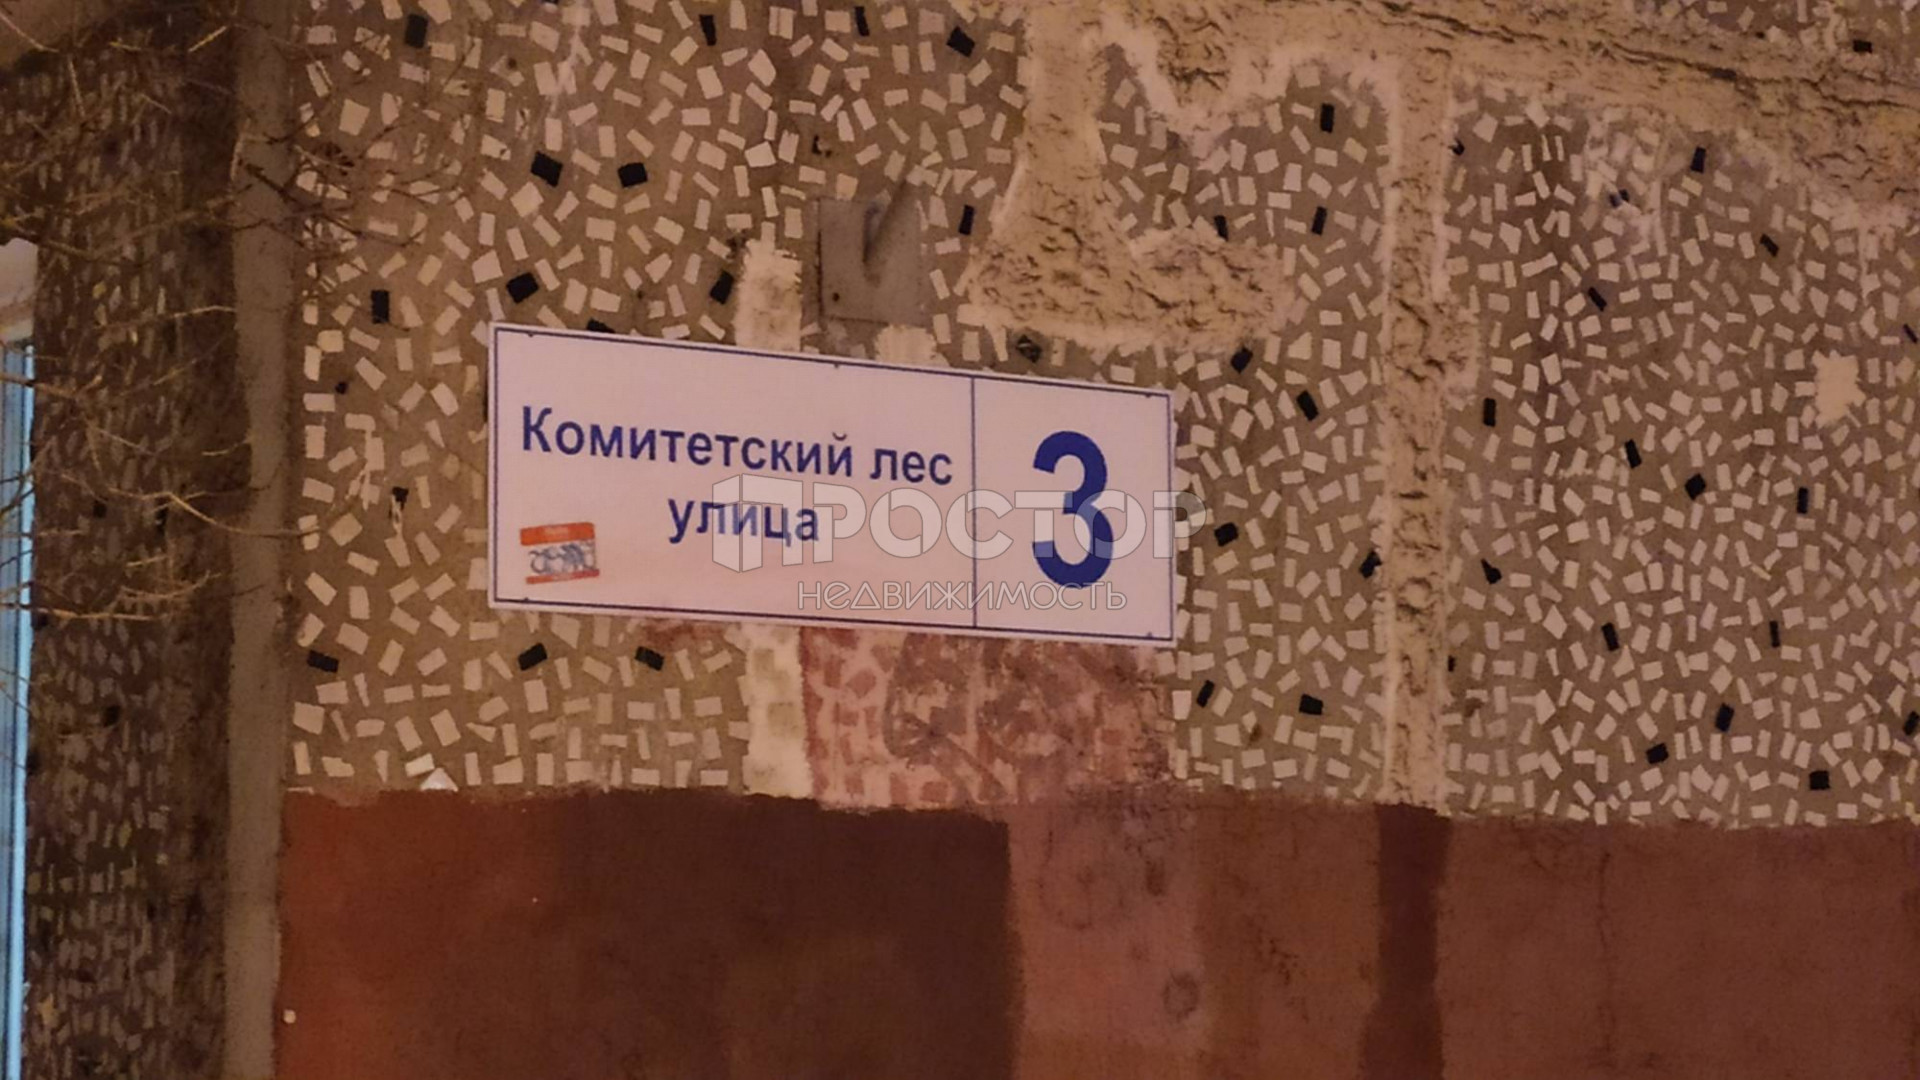 Комитетский лес
улица
3
ПРОСТОР
НЕДВИЖИМОСТЬ